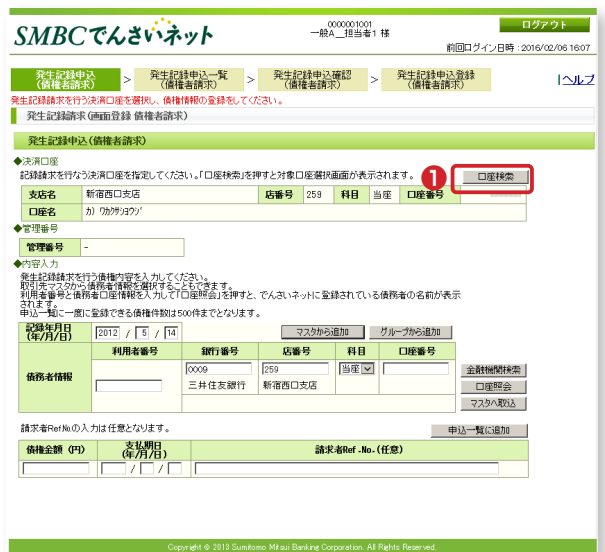 SMBCでんさいネット
0000001001
一般A__担当者1 様
ログアウト
前回ログイン日時 : 2016/02/06 16:07
発生記録申込
(債権者請求)
>
発生記録申込一覧
(債権者請求)
>
発生記録申込確認
(債権者請求)
>
発生記録申込登録
(債権者請求)
|ヘルプ
発生記録請求を行う決済口座を選択し、債権情報の登録をしてください。
発生記録請求(画面登録 債権者請求)
発生記録申込(債権者請求)
◆決済口座
記録請求を行なう決済口座を指定してください。「口座検索」を押すと対象口座選択画面が表示されます。
1
口座検索
支店名 新宿西口支店 店番号 259 科目 当座 口座番号
口座名 カ) ワカクサシヨウジ
◆管理番号
管理番号 -
◆内容入力
発生記録請求を行う債権内容を入力してください。
取引先マスタから債務者情報を選択することもできます。
利用者番号と債務者口座情報を入力して「口座照会」を押すと、でんさいネットに登録されている債務者の名前が表示
されます。
申込一覧に一度に登録できる債権件数は500件までとなります。
記録年月日
(年/月/日)
2012 / 5 / 14
マスタから追加
グループから追加
利用者番号 銀行番号 店番号 科目 口座番号
債務者情報
0009 259 当座
三井住友銀行 新宿西口支店
金融機関検索
口座照会
マスタへ取込
請求者Ref.No.の入力は任意となります。
申込一覧に追加
債権金額 (円)
支払期日
(年/月/日)
請求者Ref.No.(任意)
/ /
Copyright © 2013 Sumitomo Mitsui Banking Corporation. All Rights Reserved.